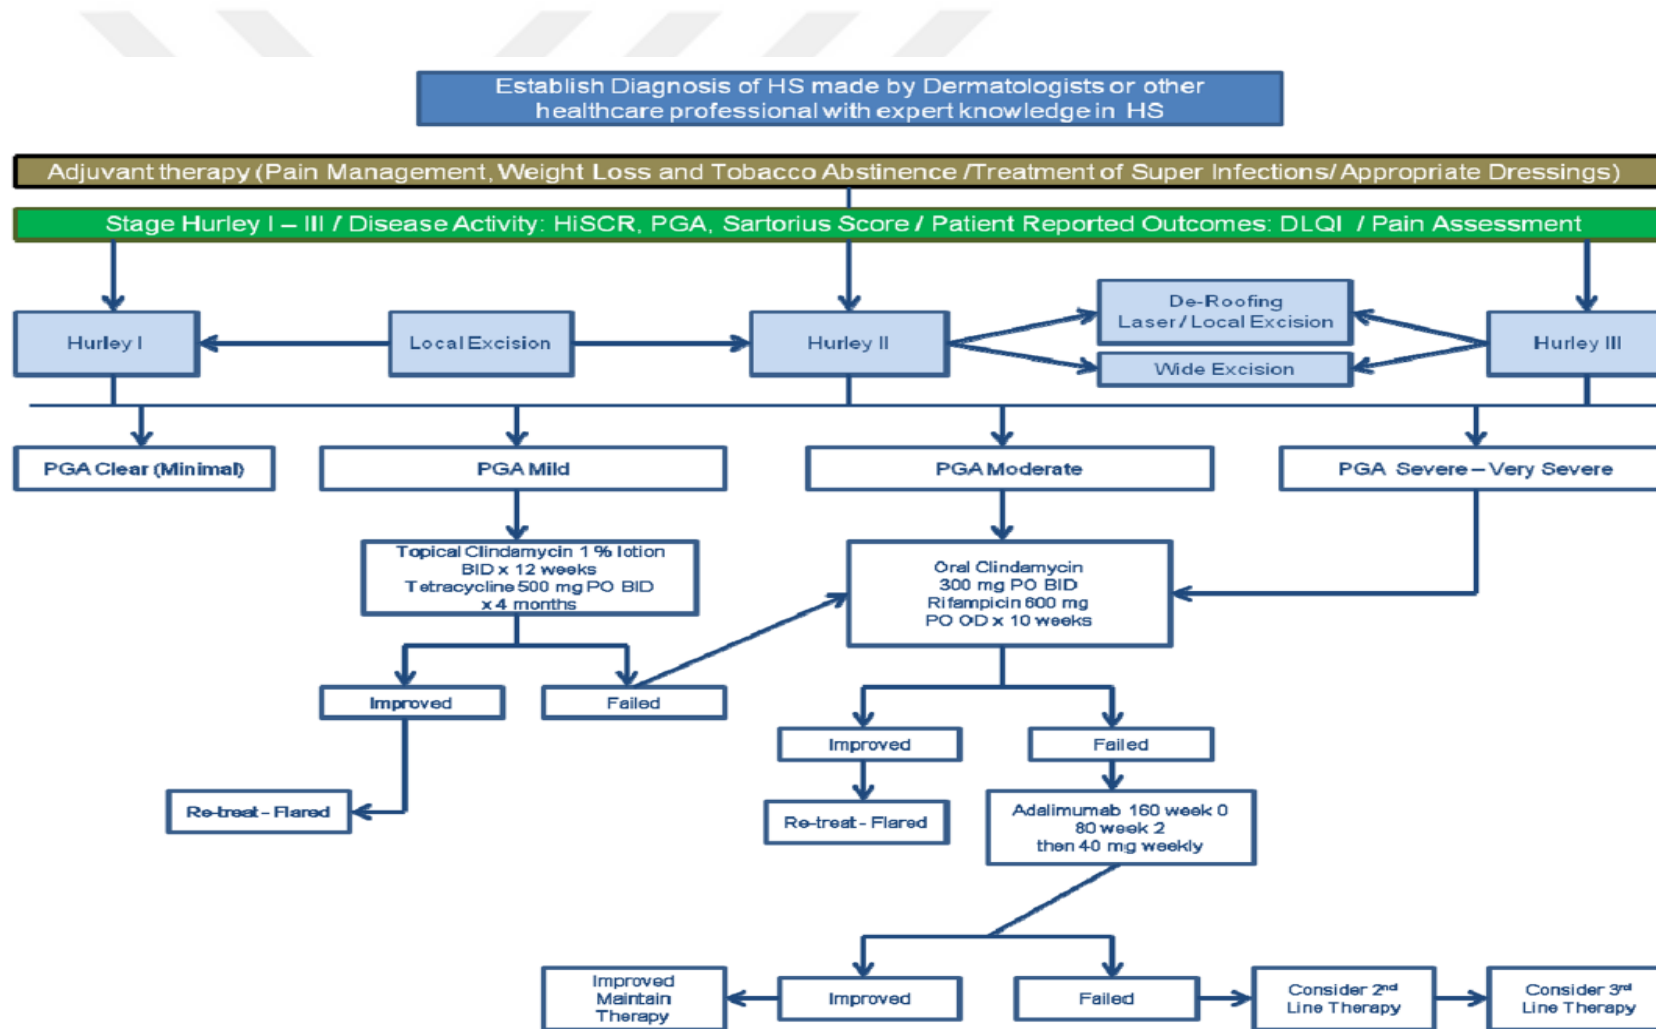 Establish Diagnosis of HS made by Dermatologists or other
healthcare professional with expert knowledge in HS
Adjuvant therapy (Pain Management, Weight Loss and Tobacco Abstinence /Treatment of Super Infections/ Appropriate Dressings)
Stage Hurley I – III / Disease Activity: HiSCR, PGA, Sartorius Score / Patient Reported Outcomes: DLQI / Pain Assessment
Hurley I
Local Excision
Hurley II
De-Roofing
Laser / Local Excision
Wide Excision
Hurley III
PGA Clear (Minimal)
PGA Mild
PGA Moderate
PGA Severe – Very Severe
Topical Clindamycin 1 % lotion
BID x 12 weeks
Tetracycline 500 mg PO BID
x 4 months
Oral Clindamycin
300 mg PO BID
Rifampicin 600 mg
PO OD x 10 weeks
Improved
Failed
Improved
Failed
Re-treat - Flared
Re-treat - Flared
Adalimumab 160 week 0
80 week 2
then 40 mg weekly
Improved
Maintain
Therapy
Improved
Failed
Consider 2nd
Line Therapy
Consider 3rd
Line Therapy